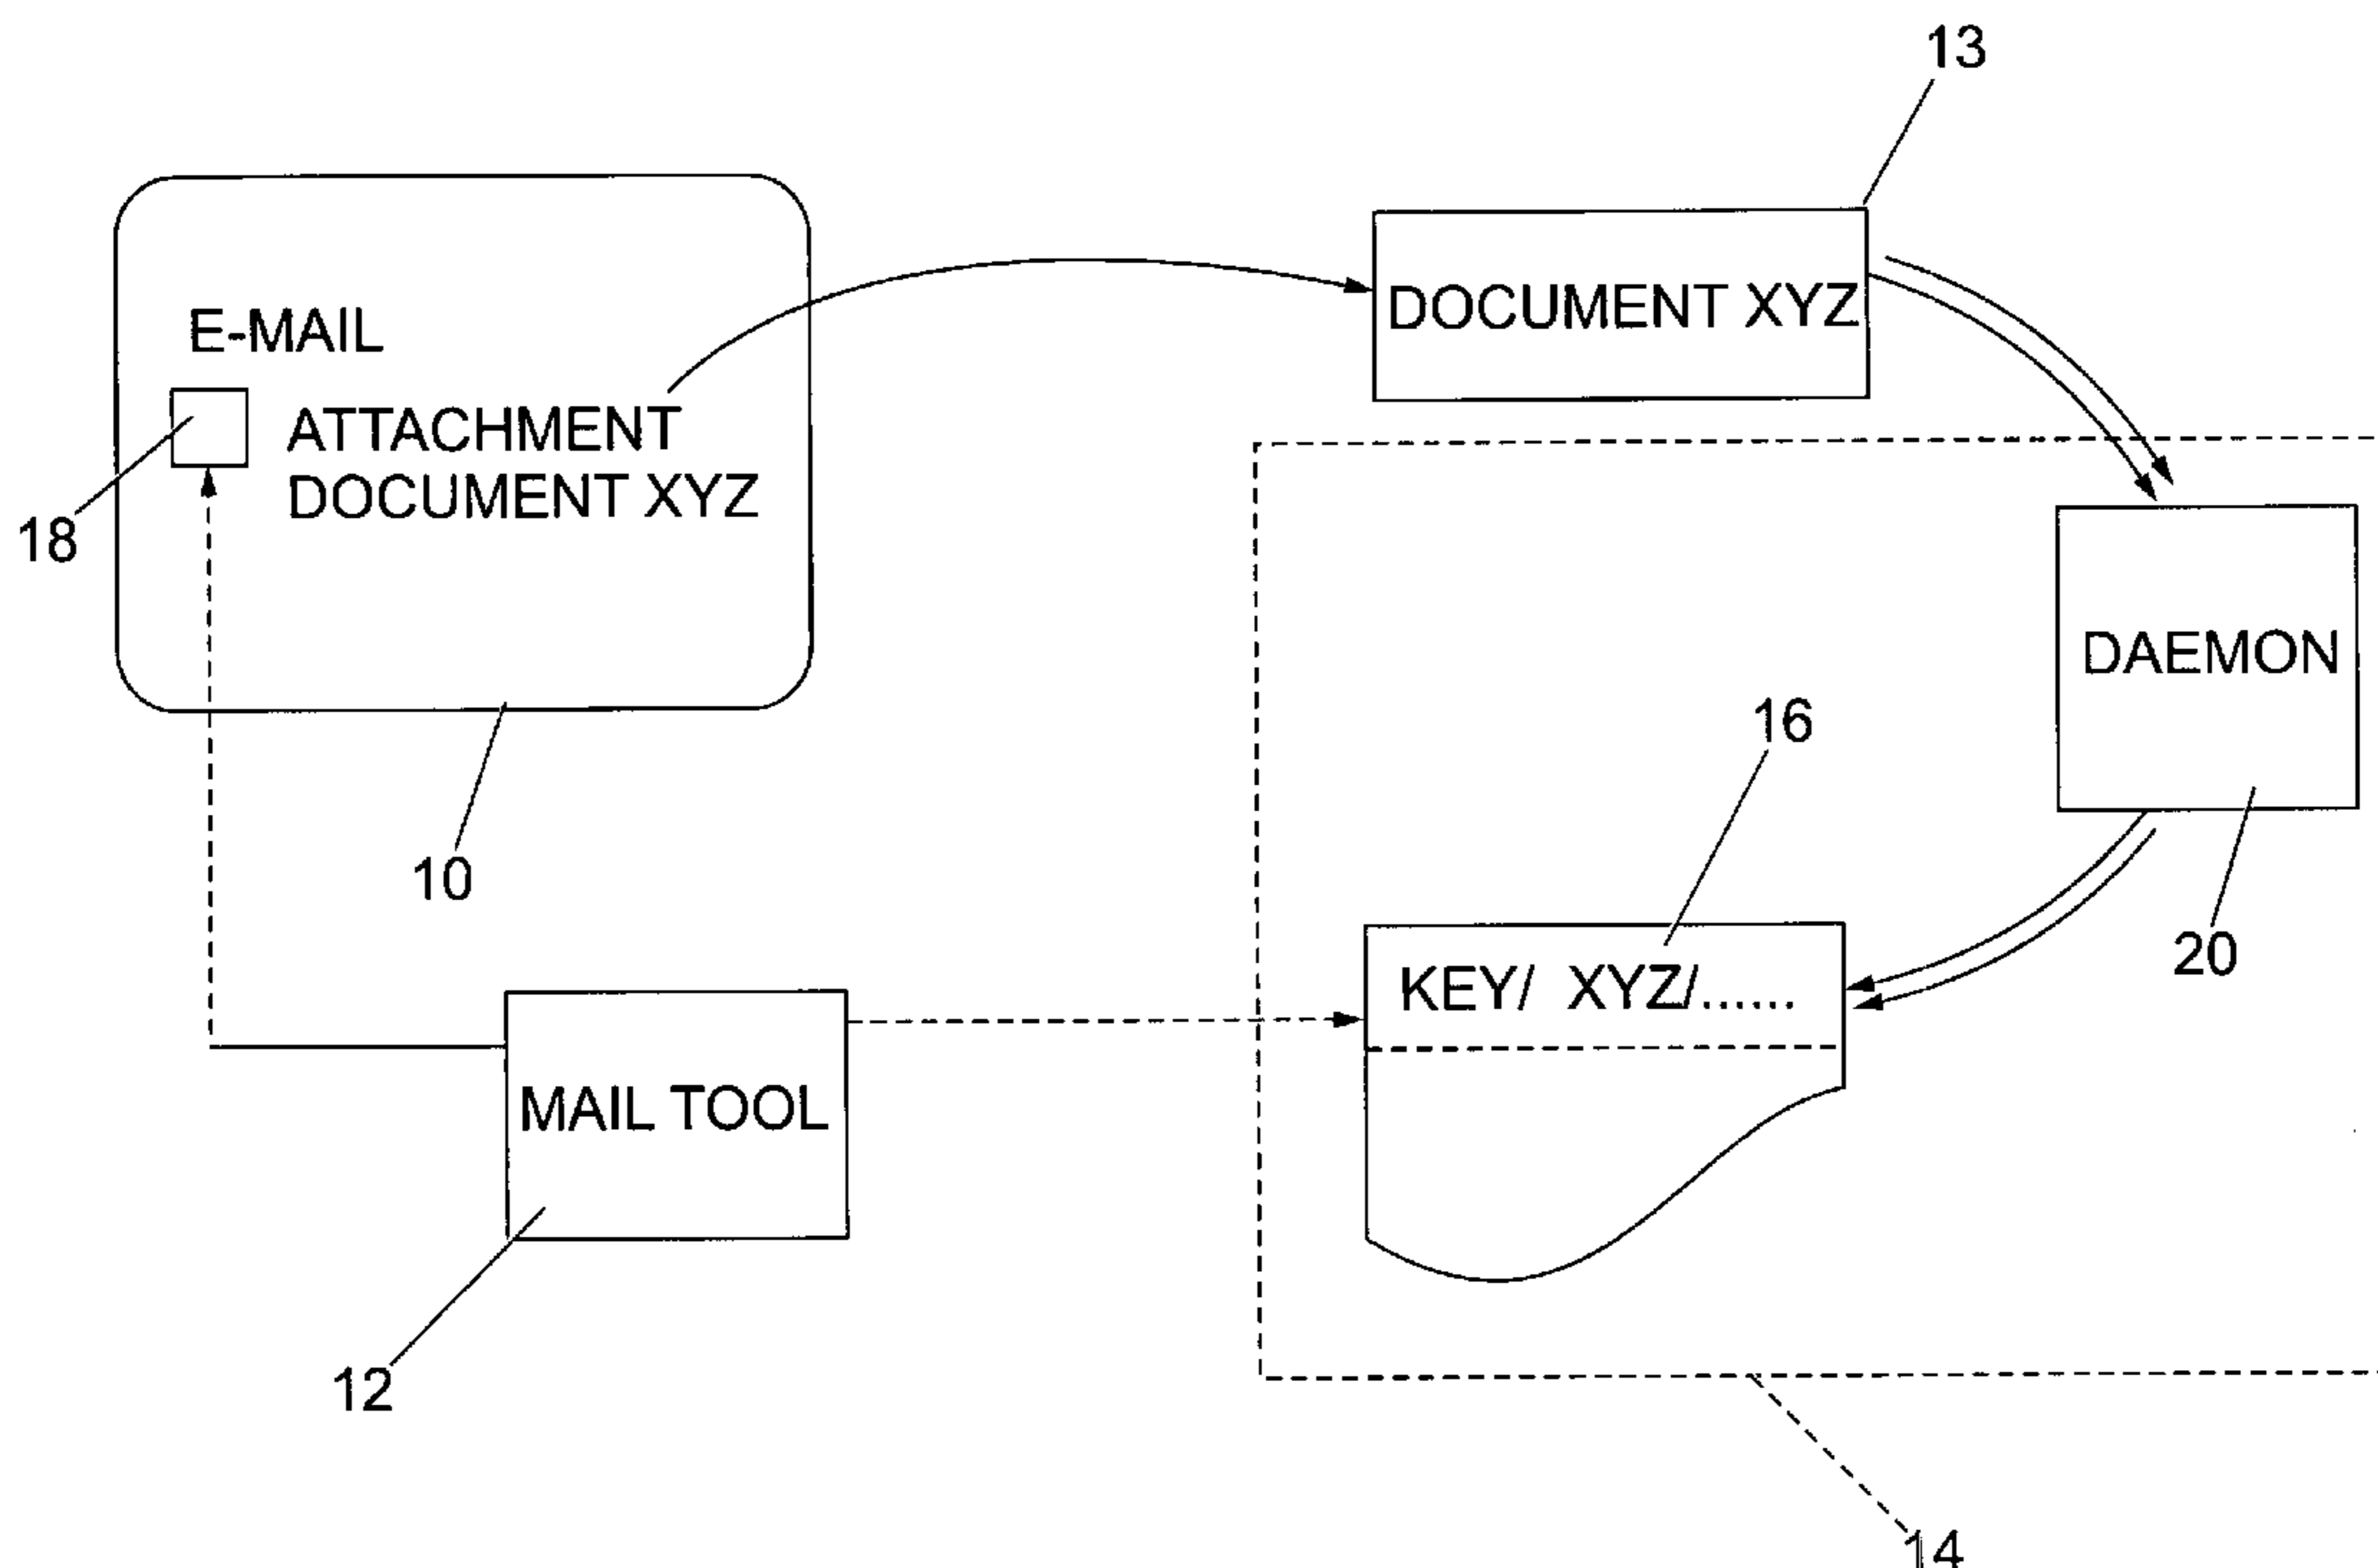 13
E-MAIL
ATTACHMENT
DOCUMENT XYZ
18
10
DOCUMENT XYZ
DAEMON
20
16
KEY/ XYZ/......
MAIL TOOL
12
14